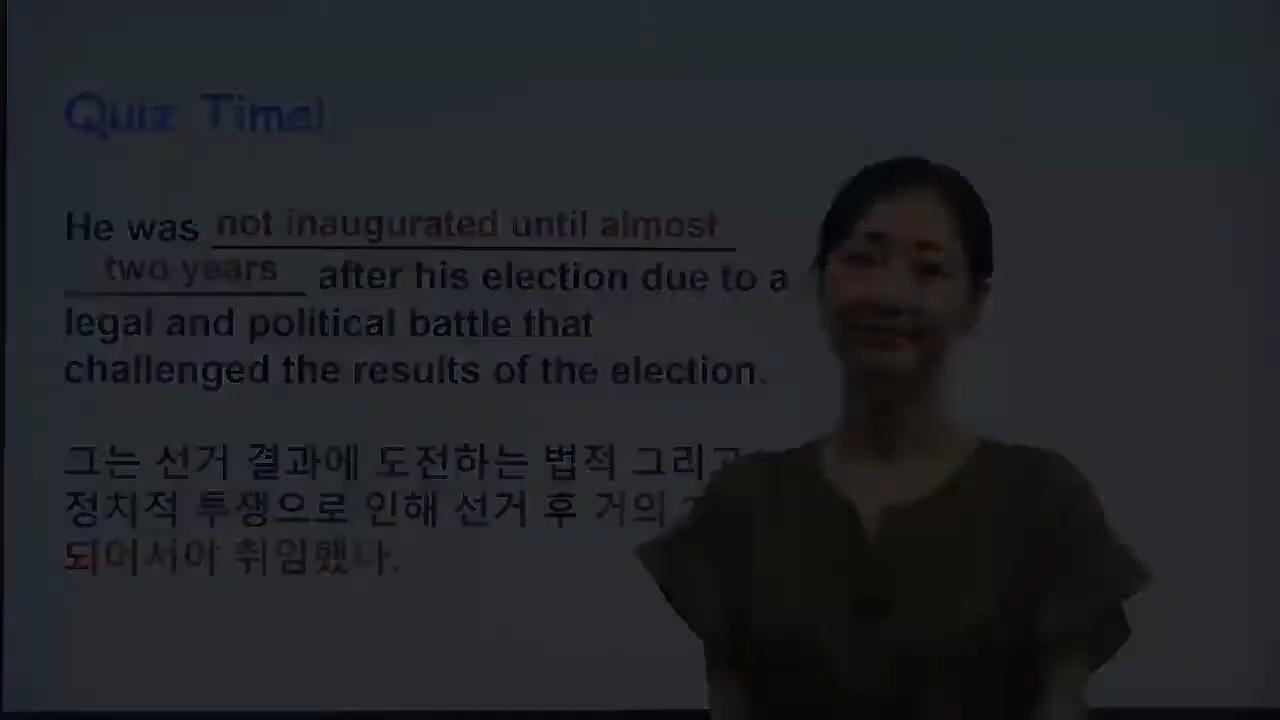 Quiz Time!
He was not inaugurated until almost
two years after his election due to a
legal and political battle that
challenged the results of the election.
그는 선거 결과에 도전하는 법적 그리고
정치적 투쟁으로 인해 선거 후 거의
되어서야 취임했다.